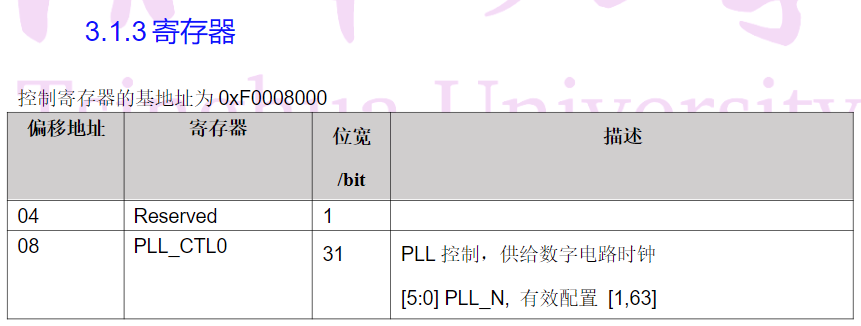 3.1.3 寄存器
Tsinghua University
控制寄存器的基地址为 0xF0008000
偏移地址 寄存器 位宽 描述
/bit
04 Reserved 1
08 PLL_CTL0 31 PLL 控制，供给数字电路时钟
[5:0] PLL_N, 有效配置 [1,63]